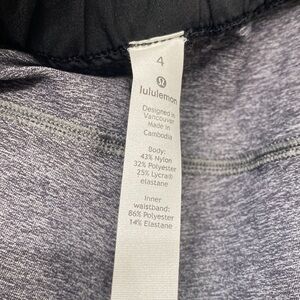 4
lululemon
Designed in
Vancouver
Made in
Cambodia
Body:
43% Nylon
32% Polyester
25% Lycra®
elastane
Inner
waistband:
86% Polyester
14% Elastane